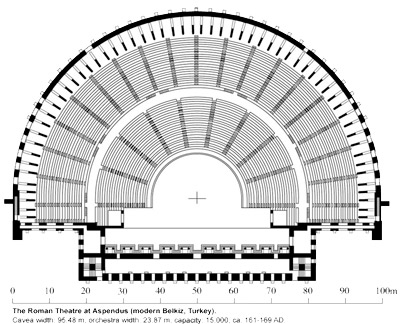 0 10 20 30 40 50 60 70 80 90 100m
The Roman Theatre at Aspendus (modern Belkız, Turkey).
Cavea width: 95.48 m, orchestra width: 23.87 m, capacity: 15 000, ca. 161-169 AD